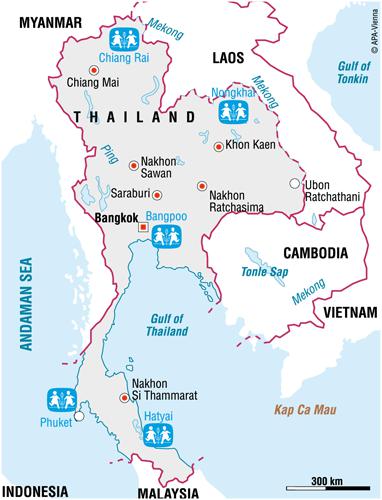 MYANMAR
Mekong
© APA-Vienna
Chiang Rai
LAOS
Gulf of
Tonkin
Chiang Mai
Mekong
Nongkhai
THAILAND
Khon Kaen
Ping
Nakhon
Sawan
Saraburi
Nakhon
Ratchasima
Ubon
Ratchathani
Bangkok
Bangpoo
CAMBODIA
Tonle Sap
Mekong
VIETNAM
ANDAMAN SEA
Gulf of
Thailand
Nakhon
Si Thammarat
Kap Ca Mau
Phuket
Hatyai
300 km
INDONESIA
MALAYSIA